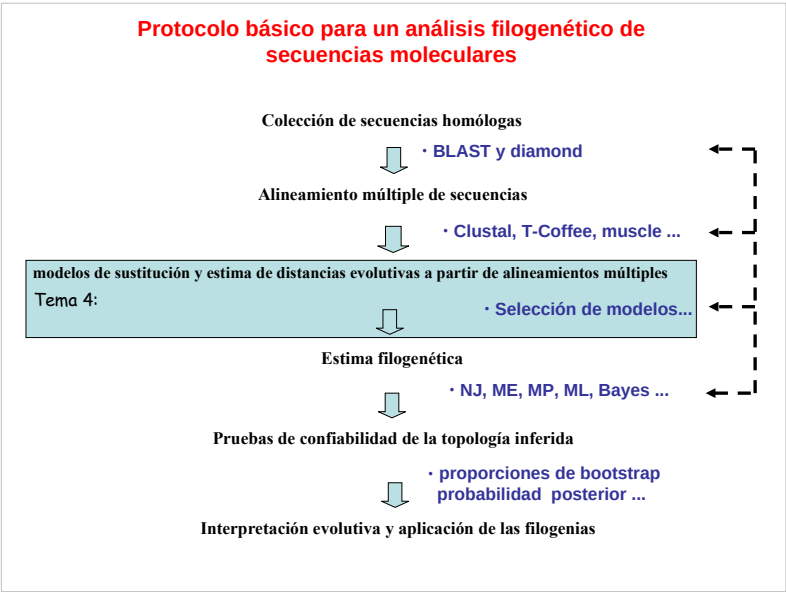 Protocolo básico para un análisis filogenético de
secuencias moleculares
Colección de secuencias homólogas
· BLAST y diamond
Alineamiento múltiple de secuencias
· Clustal, T-Coffee, muscle ...
modelos de sustitución y estima de distancias evolutivas a partir de alineamientos múltiples
Tema 4:
· Selección de modelos...
Estima filogenética
· NJ, ME, MP, ML, Bayes ...
Pruebas de confiabilidad de la topología inferida
· proporciones de bootstrap
probabilidad posterior ...
Interpretación evolutiva y aplicación de las filogenias